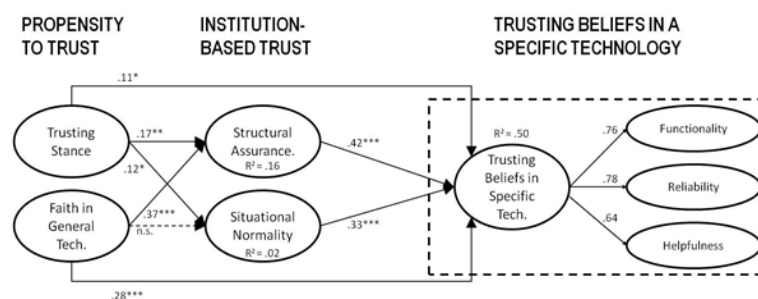 PROPENSITY
TO TRUST
INSTITUTION-
BASED TRUST
TRUSTING BELIEFS IN A
SPECIFIC TECHNOLOGY
.11*
Trusting
Stance
.17**
.12*
Structural
Assurance.
R² = .16
.42***
R² = .50
Trusting
Beliefs in
Specific
Tech.
.76
Functionality
.78
Reliability
.64
Helpfulness
Faith in
General
Tech.
.37***
n.s.
Situational
Normality
R² = .02
.33***
.28***